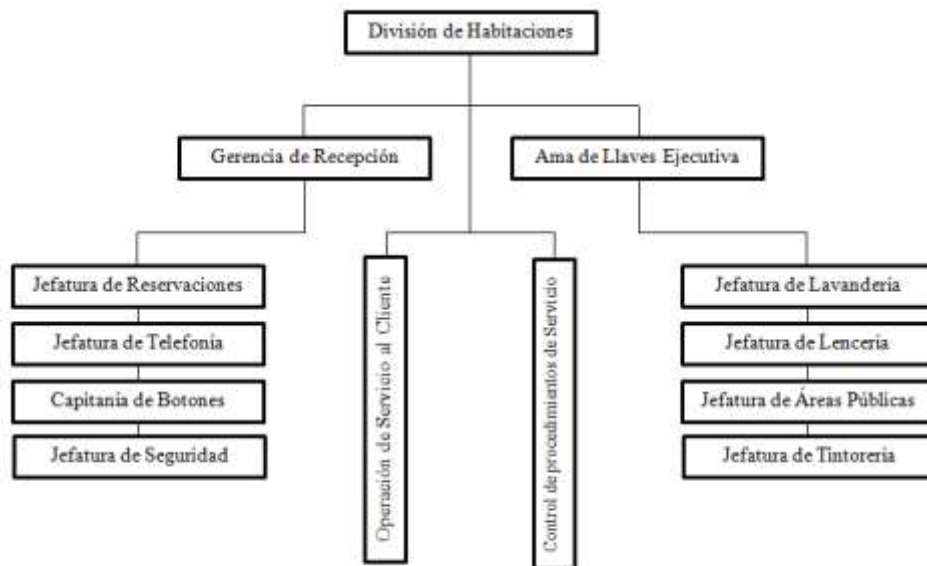 División de Habitaciones
Gerencia de Recepción
Ama de Llaves Ejecutiva
Jefatura de Reservaciones
Jefatura de Telefonía
Capitanía de Botones
Jefatura de Seguridad
Operación de Servicio al Cliente
Control de procedimientos de Servicio
Jefatura de Lavandería
Jefatura de Lencería
Jefatura de Áreas Públicas
Jefatura de Tintorería